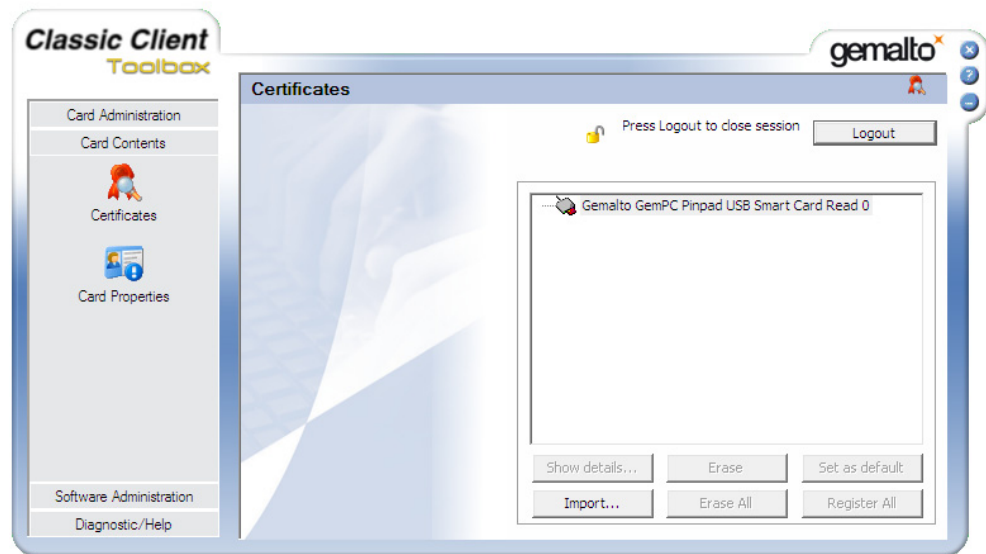 Classic Client
Toolbox
gemalto
Certificates
Card Administration
Card Contents
Certificates
Card Properties
Software Administration
Diagnostic/Help
Press Logout to close session
Logout
Gemalto GemPC Pinpad USB Smart Card Read 0
Show details...
Erase
Set as default
Import...
Erase All
Register All